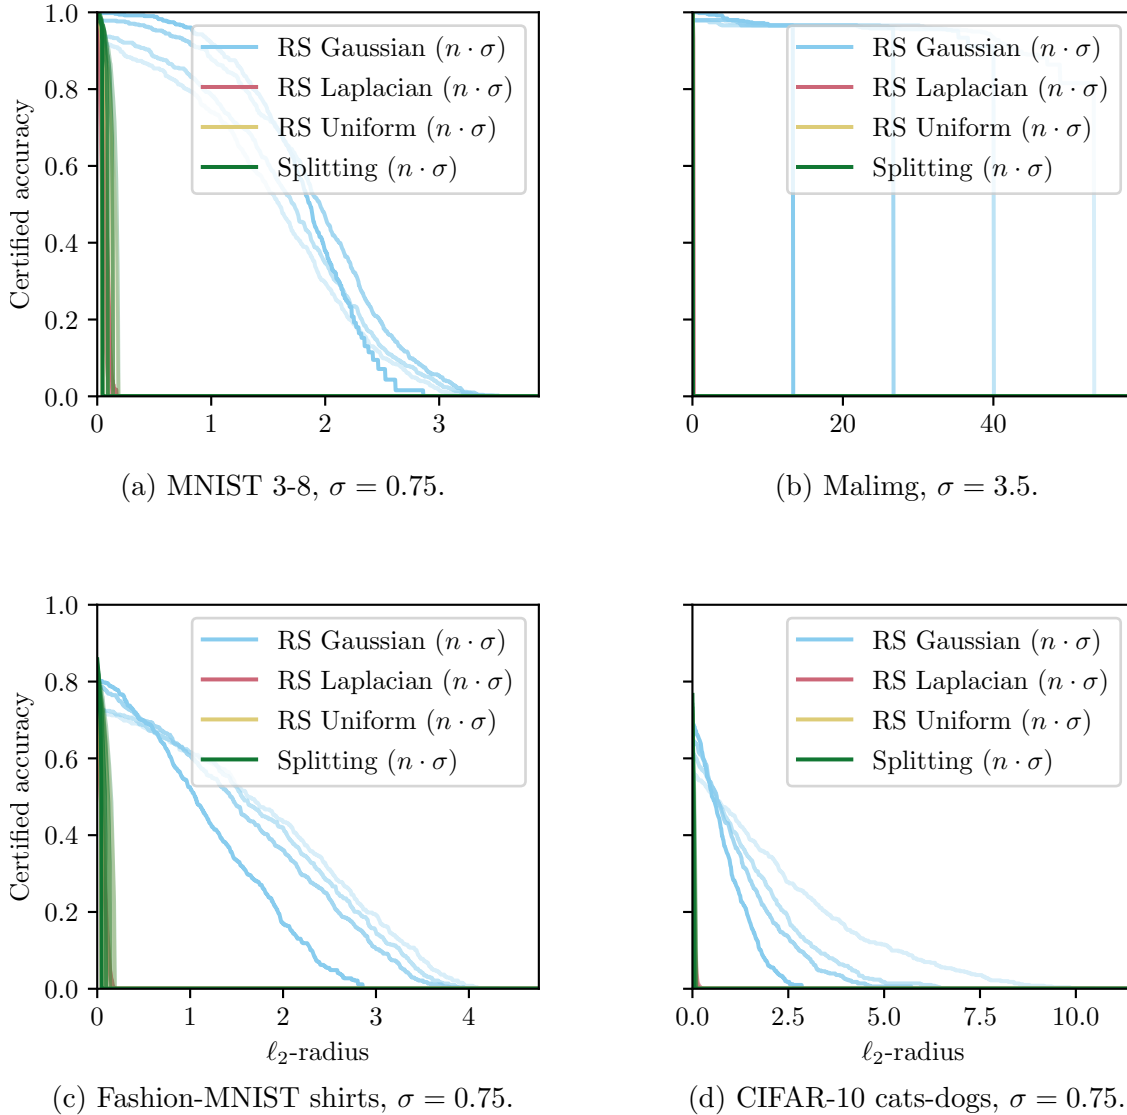 1.0
0.8
0.6
0.4
0.2
0.0
Certified accuracy
RS Gaussian (n · σ)
RS Laplacian (n · σ)
RS Uniform (n · σ)
Splitting (n · σ)
0 1 2 3
(a) MNIST 3-8, σ = 0.75.
RS Gaussian (n · σ)
RS Laplacian (n · σ)
RS Uniform (n · σ)
Splitting (n · σ)
0 20 40
(b) Malimg, σ = 3.5.
1.0
0.8
0.6
0.4
0.2
0.0
Certified accuracy
RS Gaussian (n · σ)
RS Laplacian (n · σ)
RS Uniform (n · σ)
Splitting (n · σ)
0 1 2 3 4
ℓ₂-radius
(c) Fashion-MNIST shirts, σ = 0.75.
RS Gaussian (n · σ)
RS Laplacian (n · σ)
RS Uniform (n · σ)
Splitting (n · σ)
0.0 2.5 5.0 7.5 10.0
ℓ₂-radius
(d) CIFAR-10 cats-dogs, σ = 0.75.